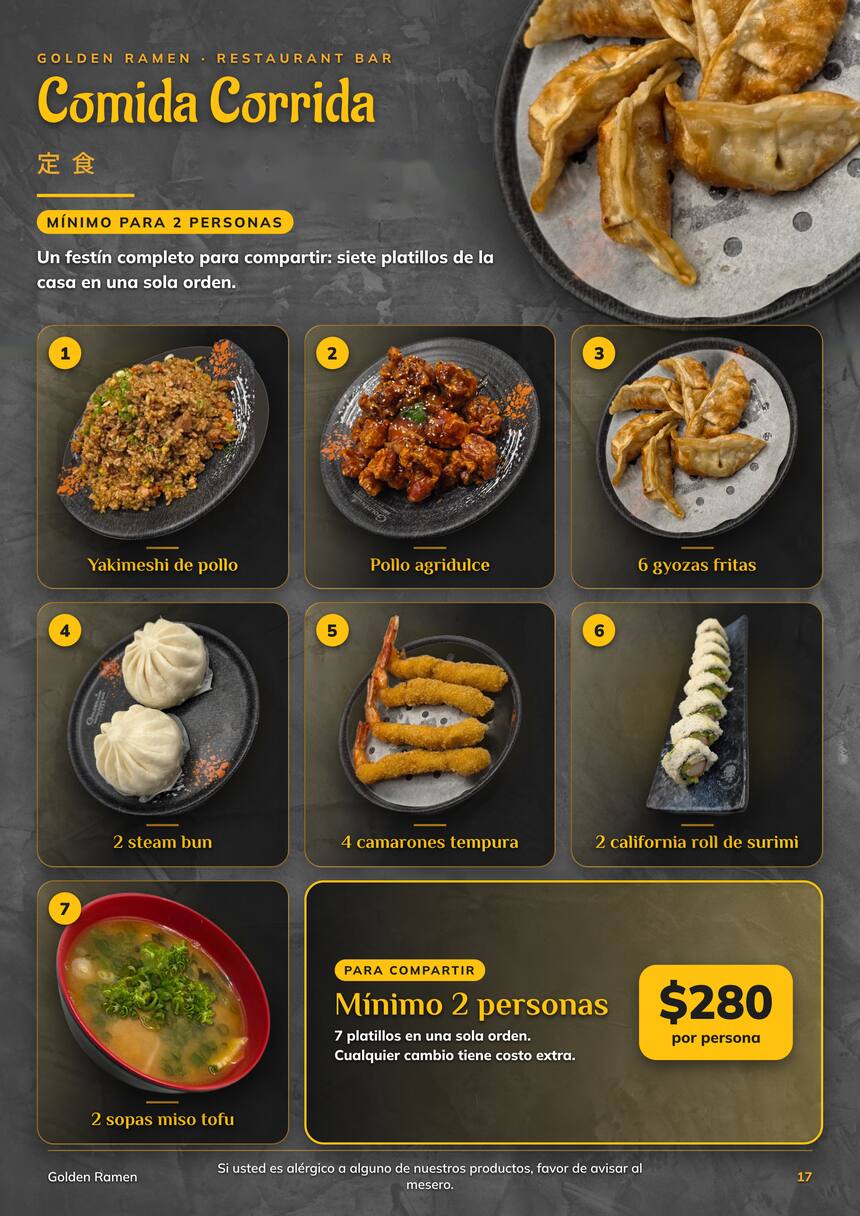 GOLDEN RAMEN · RESTAURANT BAR
Comida Corrida
定食
MÍNIMO PARA 2 PERSONAS
Un festín completo para compartir: siete platillos de la
casa en una sola orden.
1
Yakimeshi de pollo
2
Pollo agridulce
3
6 gyozas fritas
4
2 steam bun
5
4 camarones tempura
6
2 california roll de surimi
7
2 sopas miso tofu
PARA COMPARTIR
Mínimo 2 personas
7 platillos en una sola orden.
Cualquier cambio tiene costo extra.
$280
por persona
Golden Ramen
Si usted es alérgico a alguno de nuestros productos, favor de avisar al
mesero.
17